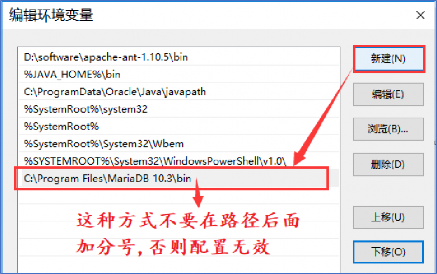 编辑环境变量
D:\software\apache-ant-1.10.5\bin
%JAVA_HOME%\bin
C:\ProgramData\Oracle\Java\javapath
%SystemRoot%\system32
%SystemRoot%
%SystemRoot%\System32\Wbem
%SYSTEMROOT%\System32\WindowsPowerShell\v1.0\
C:\Program Files\MariaDB 10.3\bin
这种方式不要在路径后面
加分号,否则配置无效
新建(N)
编辑(E)
浏览(B)...
删除(D)
上移(U)
下移(O)